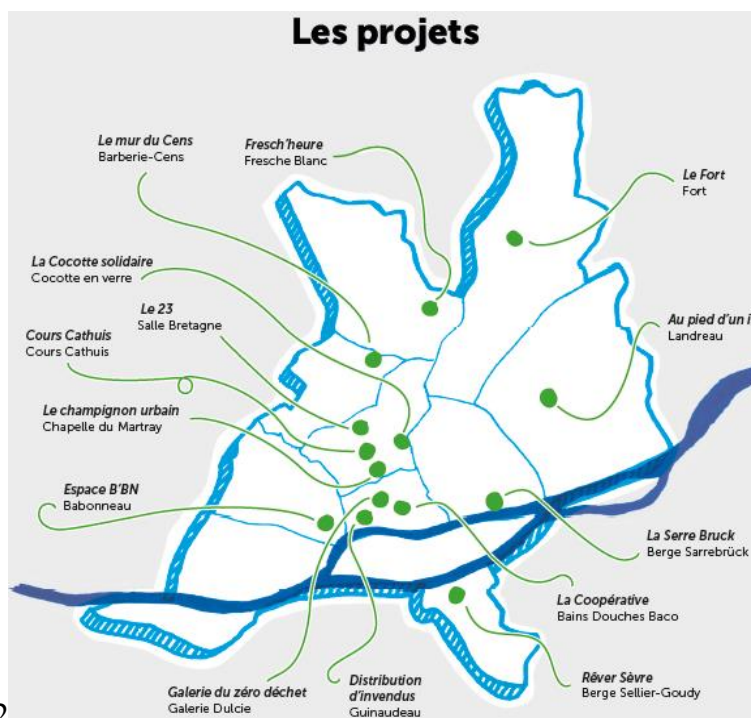 Les projets
Le mur du Cens
Barberie-Cens
Fresch'heure
Fresche Blanc
Le Fort
Fort
La Cocotte solidaire
Cocotte en verre
Le 23
Salle Bretagne
Cours Cathuis
Cours Cathuis
Au pied d'un i
Landreau
Le champignon urbain
Chapelle du Martray
Espace B'BN
Babonneau
La Serre Bruck
Berge Sarrebrück
La Coopérative
Bains Douches Baco
Rêver Sèvre
Berge Sellier-Goudy
Galerie du zéro déchet
Galerie Dulcie
Distribution
d'invendus
Guinaudeau
2